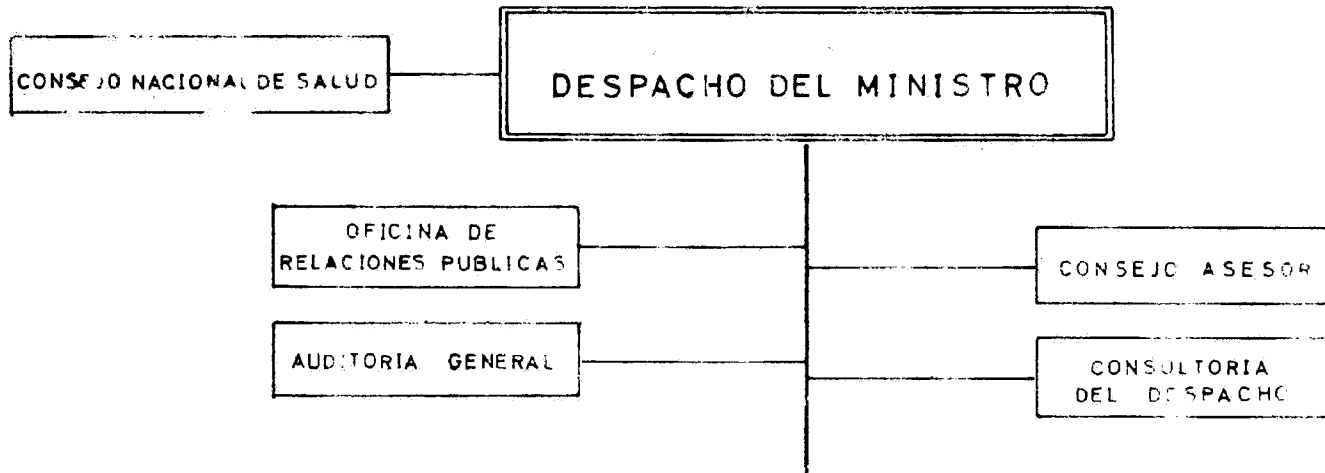 CONSEJO NACIONAL DE SALUD
DESPACHO DEL MINISTRO
OFICINA DE
RELACIONES PUBLICAS
CONSEJO ASESOR
AUDITORIA GENERAL
CONSULTORIA
DEL DESPACHO